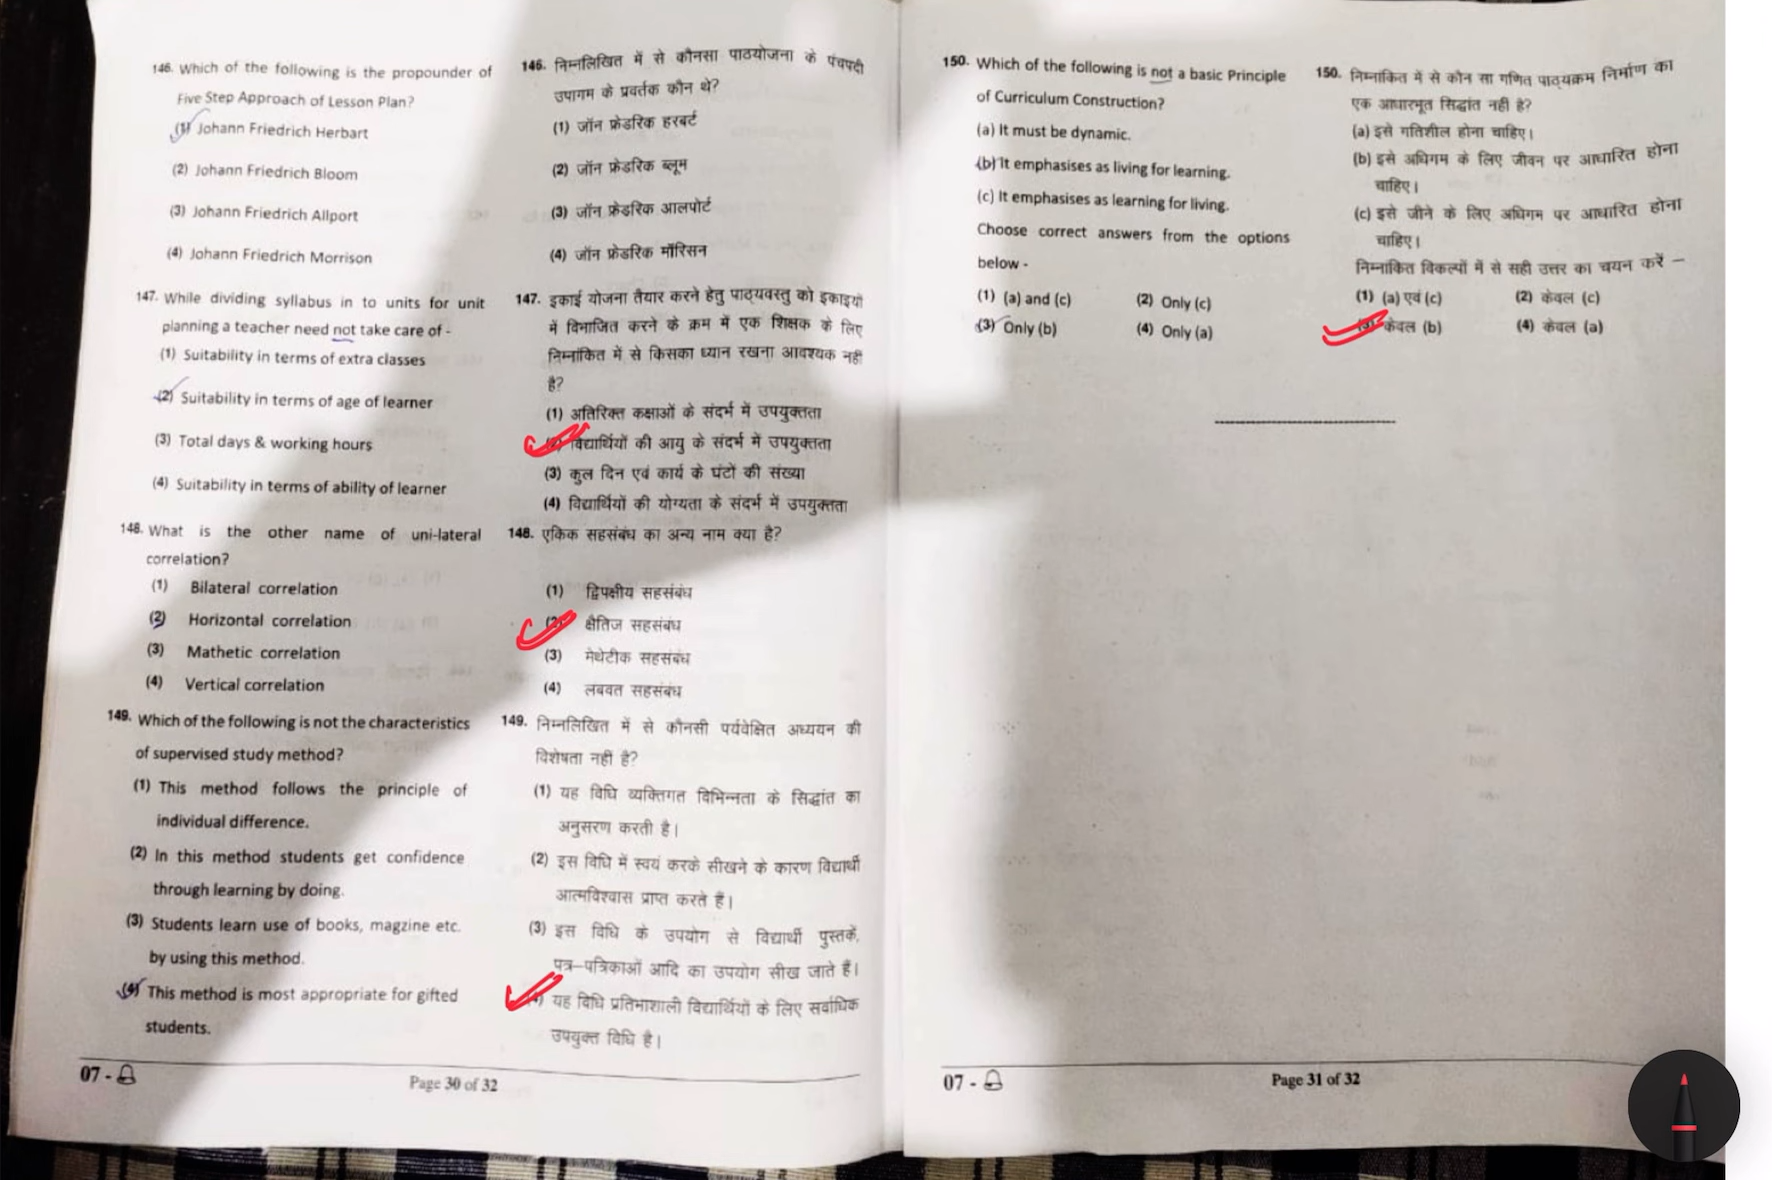 146. Which of the following is the propounder of
Five Step Approach of Lesson Plan?
(1) Johann Friedrich Herbart
(2) Johann Friedrich Bloom
(3) Johann Friedrich Allport
(4) Johann Friedrich Morrison
147. While dividing syllabus in to units for unit
planning a teacher need not take care of -
(1) Suitability in terms of extra classes
(2) Suitability in terms of age of learner
(3) Total days & working hours
(4) Suitability in terms of ability of learner
148. What is the other name of uni-lateral
correlation?
(1) Bilateral correlation
(2) Horizontal correlation
(3) Mathetic correlation
(4) Vertical correlation
149. Which of the following is not the characteristics
of supervised study method?
(1) This method follows the principle of
individual difference.
(2) In this method students get confidence
through learning by doing.
(3) Students learn use of books, magzine etc.
by using this method.
(4) This method is most appropriate for gifted
students.
146. निम्नलिखित में से कौनसा पाठयोजना के पंचपदी
उपागम के प्रवर्तक कौन थे?
(1) जॉन फ्रेडरिक हरबर्ट
(2) जॉन फ्रेडरिक ब्लूम
(3) जॉन फ्रेडरिक आलपोर्ट
(4) जॉन फ्रेडरिक मॉरिसन
147. इकाई योजना तैयार करने हेतु पाठ्यवस्तु को इकाइयों
में विभाजित करने के क्रम में एक शिक्षक के लिए
निम्नांकित में से किसका ध्यान रखना आवश्यक नहीं
है?
(1) अतिरिक्त कक्षाओं के संदर्भ में उपयुक्तता
(2) विद्यार्थियों की आयु के संदर्भ में उपयुक्तता
(3) कुल दिन एवं कार्य के घंटों की संख्या
(4) विद्यार्थियों की योग्यता के संदर्भ में उपयुक्तता
148. एकिक सहसंबंध का अन्य नाम क्या है?
(1) द्विपक्षीय सहसंबंध
(2) क्षैतिज सहसंबंध
(3) मेथेटीक सहसंबंध
(4) लंबवत सहसंबंध
149. निम्नलिखित में से कौनसी पर्यवेक्षित अध्ययन की
विशेषता नहीं है?
(1) यह विधि व्यक्तिगत विभिन्नता के सिद्धांत का
अनुसरण करती है।
(2) इस विधि में स्वयं करके सीखने के कारण विद्यार्थी
आत्मविश्वास प्राप्त करते हैं।
(3) इस विधि के उपयोग से विद्यार्थी पुस्तकें,
पत्र–पत्रिकाओं आदि का उपयोग सीख जाते हैं।
(4) यह विधि प्रतिभाशाली विद्यार्थियों के लिए सर्वाधिक
उपयुक्त विधि है।
07 -
Page 30 of 32
150. Which of the following is not a basic Principle
of Curriculum Construction?
(a) It must be dynamic.
(b) It emphasises as living for learning.
(c) It emphasises as learning for living.
Choose correct answers from the options
below -
(1) (a) and (c) (2) Only (c)
(3) Only (b) (4) Only (a)
150. निम्नांकित में से कौन सा गणित पाठ्यक्रम निर्माण का
एक आधारभूत सिद्धांत नहीं है?
(a) इसे गतिशील होना चाहिए।
(b) इसे अधिगम के लिए जीवन पर आधारित होना
चाहिए।
(c) इसे जीने के लिए अधिगम पर आधारित होना
चाहिए।
निम्नांकित विकल्पों में से सही उत्तर का चयन करें –
(1) (a) एवं (c) (2) केवल (c)
(3) केवल (b) (4) केवल (a)
07 -
Page 31 of 32